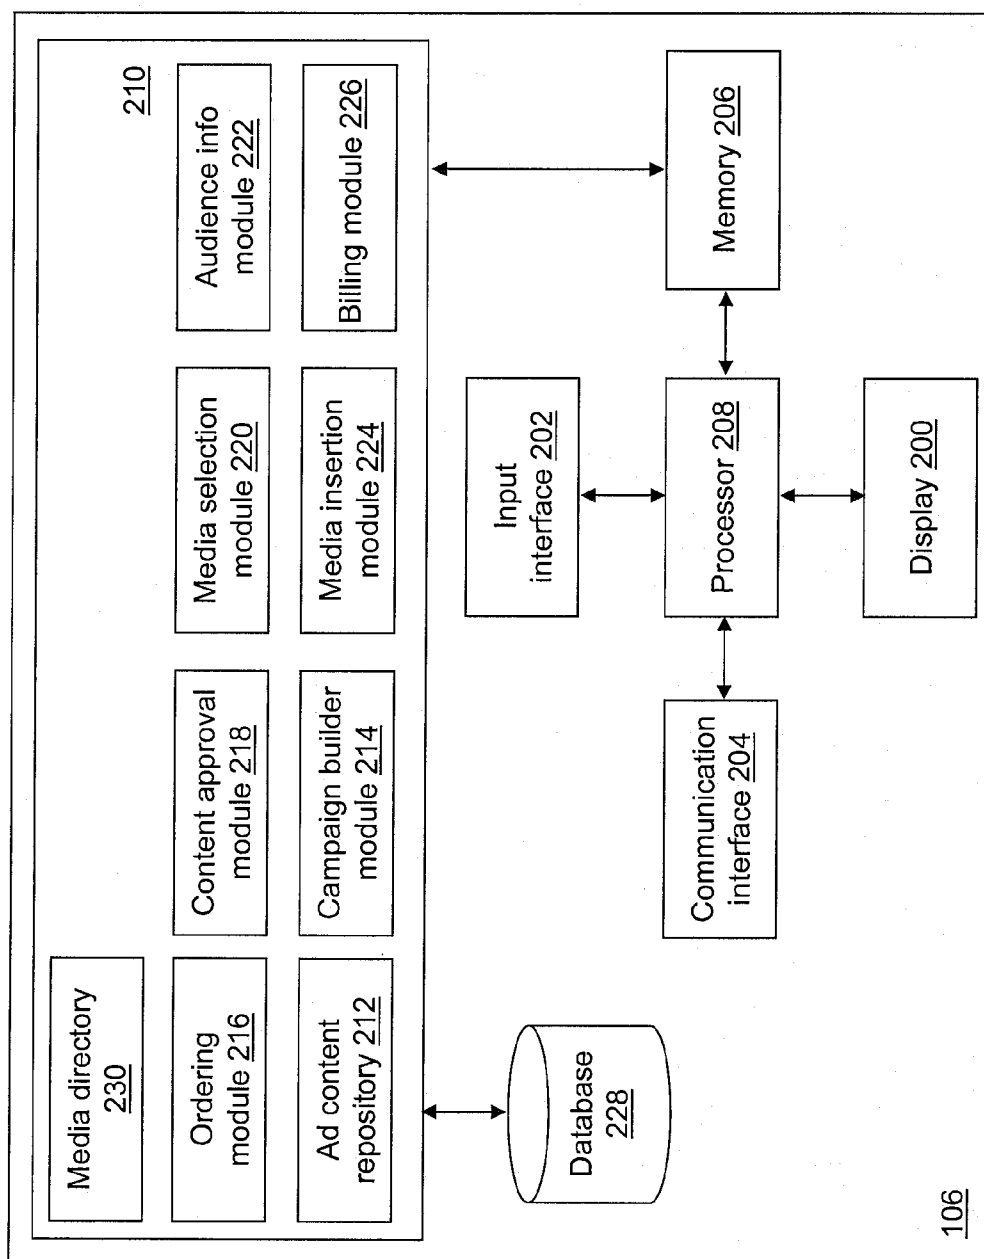 Media directory
230
210
Ordering
module 216
Content approval
module 218
Media selection
module 220
Audience info
module 222
Ad content
repository 212
Campaign builder
module 214
Media insertion
module 224
Billing module 226
Database
228
Input
interface 202
Communication
interface 204
Processor 208
Memory 206
Display 200
106